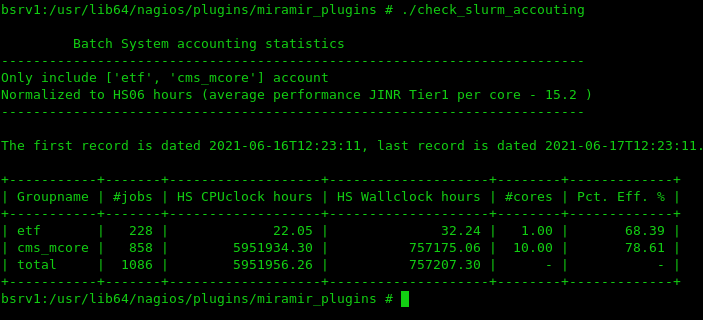 bsrv1:/usr/lib64/nagios/plugins/miramir_plugins # ./check_slurm_accouting
Batch System accounting statistics
-------------------------------------------------------------------------
Only include ['etf', 'cms_mcore'] account
Normalized to HS06 hours (average performance JINR Tier1 per core - 15.2 )
-------------------------------------------------------------------------
The first record is dated 2021-06-16T12:23:11, last record is dated 2021-06-17T12:23:11.
+-----------+-------+-------------------+--------------------+--------+-------------+
| Groupname | #jobs | HS CPUclock hours | HS Wallclock hours | #cores | Pct. Eff. % |
+-----------+-------+-------------------+--------------------+--------+-------------+
| etf       |   228 |             22.05 |              32.24 |   1.00 |       68.39 |
| cms_mcore |   858 |        5951934.30 |          757175.06 |  10.00 |       78.61 |
| total     |  1086 |        5951956.26 |          757207.30 |      - |           - |
+-----------+-------+-------------------+--------------------+--------+-------------+
bsrv1:/usr/lib64/nagios/plugins/miramir_plugins #